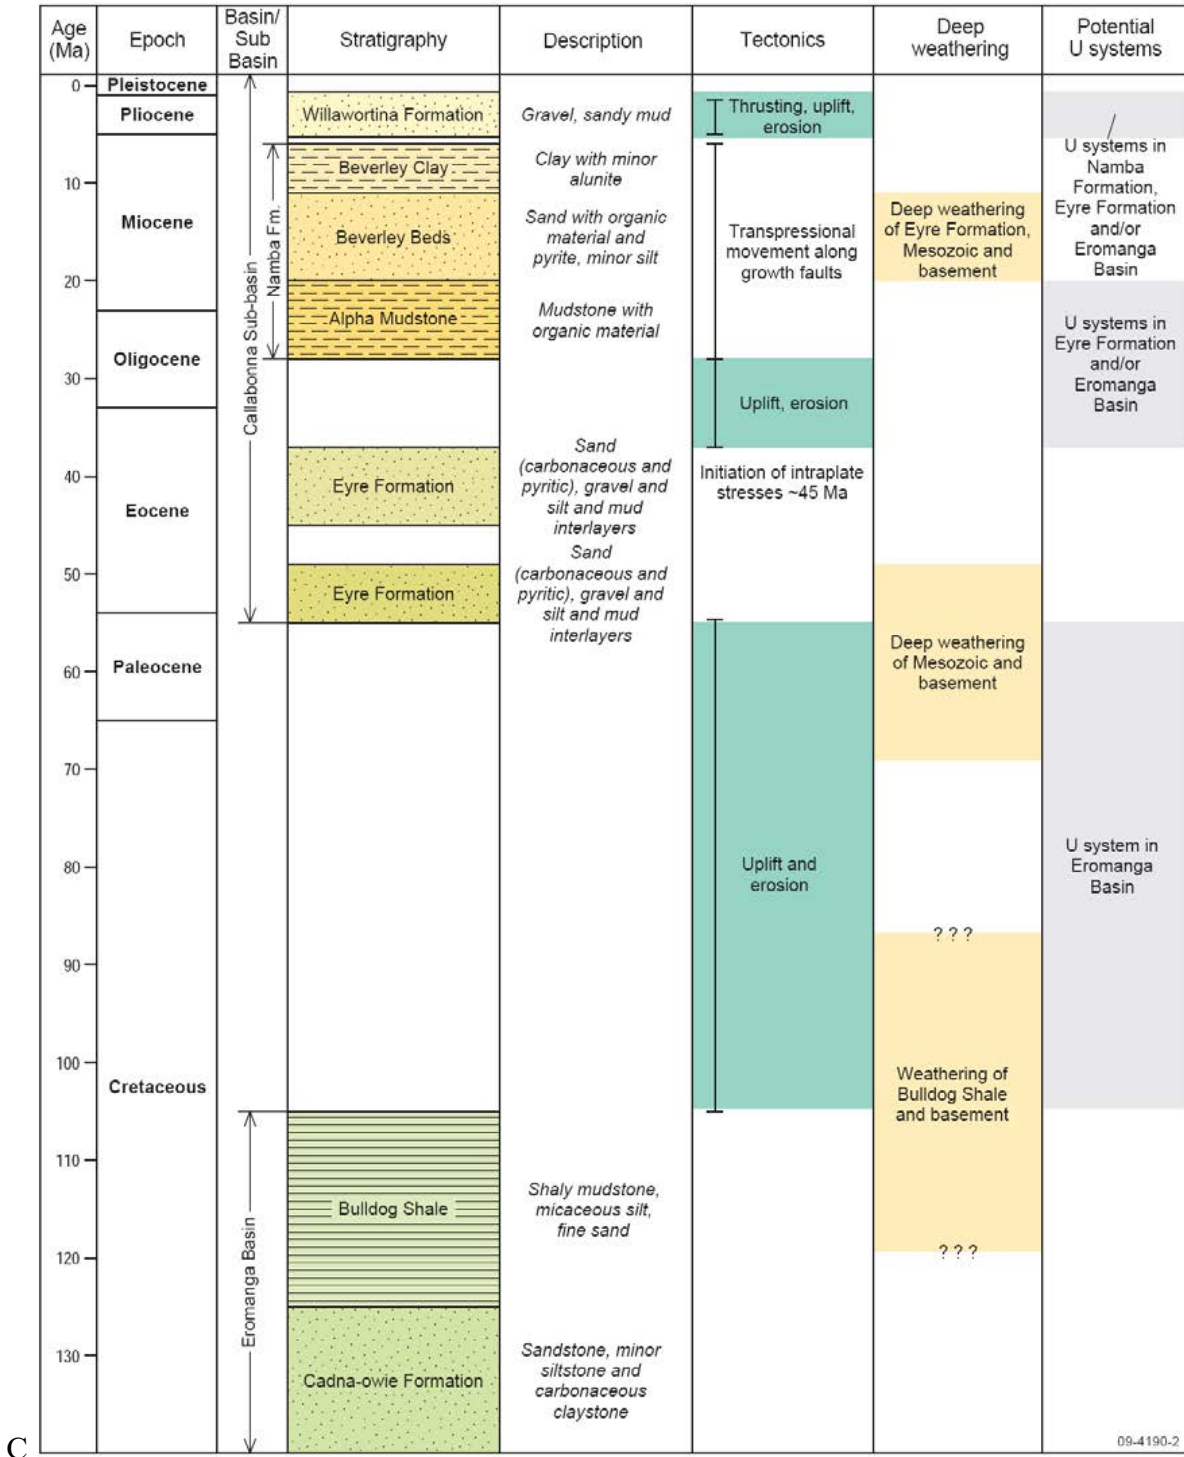 Age
(Ma)
Epoch
Basin/
Sub
Basin
Stratigraphy
Description
Tectonics
Deep
weathering
Potential
U systems
0
10
20
30
40
50
60
70
80
90
100
110
120
130
Pleistocene
Pliocene
Miocene
Oligocene
Eocene
Paleocene
Cretaceous
Callabonna Sub-basin
Namba Fm.
Eromanga Basin
Willawortina Formation
Beverley Clay
Beverley Beds
Alpha Mudstone
Eyre Formation
Eyre Formation
Bulldog Shale
Cadna-owie Formation
Gravel, sandy mud
Clay with minor
alunite
Sand with organic
material and
pyrite, minor silt
Mudstone with
organic material
Sand
(carbonaceous and
pyritic), gravel and
silt and mud
interlayers
Sand
(carbonaceous and
pyritic), gravel and
silt and mud
interlayers
Shaly mudstone,
micaceous silt,
fine sand
Sandstone, minor
siltstone and
carbonaceous
claystone
Thrusting, uplift,
erosion
Transpressional
movement along
growth faults
Uplift, erosion
Initiation of intraplate
stresses ~45 Ma
Uplift and
erosion
Deep weathering
of Eyre Formation,
Mesozoic and
basement
Deep weathering
of Mesozoic and
basement
? ? ?
Weathering of
Bulldog Shale
and basement
? ? ?
U systems in
Namba
Formation,
Eyre Formation
and/or
Eromanga
Basin
U systems in
Eyre Formation
and/or
Eromanga
Basin
U system in
Eromanga
Basin
09-4190-2
C